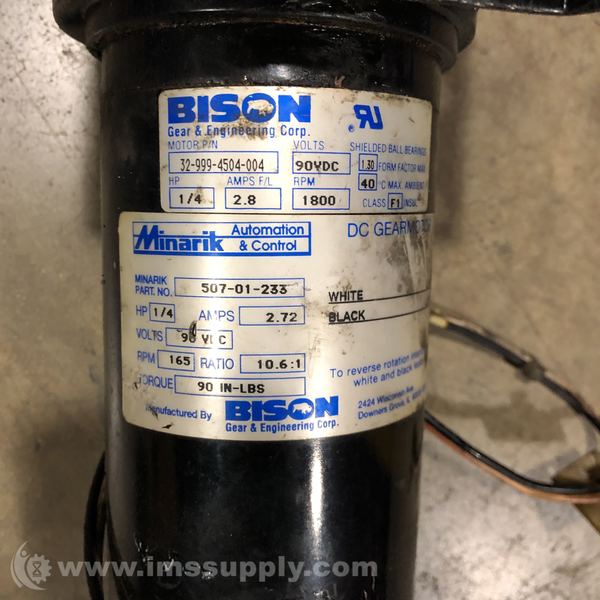 BISON
Gear & Engineering Corp.
MOTOR P/N VOLTS SHIELDED BALL BEARINGS
32-999-4504-004 90VDC 1.30 FORM FACTOR
HP AMPS F/L RPM 40 °C MAX. AMBIENT
1/4 2.8 1800 CLASS F1
Minarik Automation & Control
DC
MINARIK PART. NO. 507-01-233
WHITE
HP 1/4 AMPS 2.72
BLACK
VOLTS 90 VDC
RPM 165 RATIO 10.6:1
To reverse rotation
white and black
TORQUE 90 IN-LBS
Manufactured By BISON
Gear & Engineering Corp.
2424 Wisconsin Ave
Downers Grove, IL
www.imssupply.com